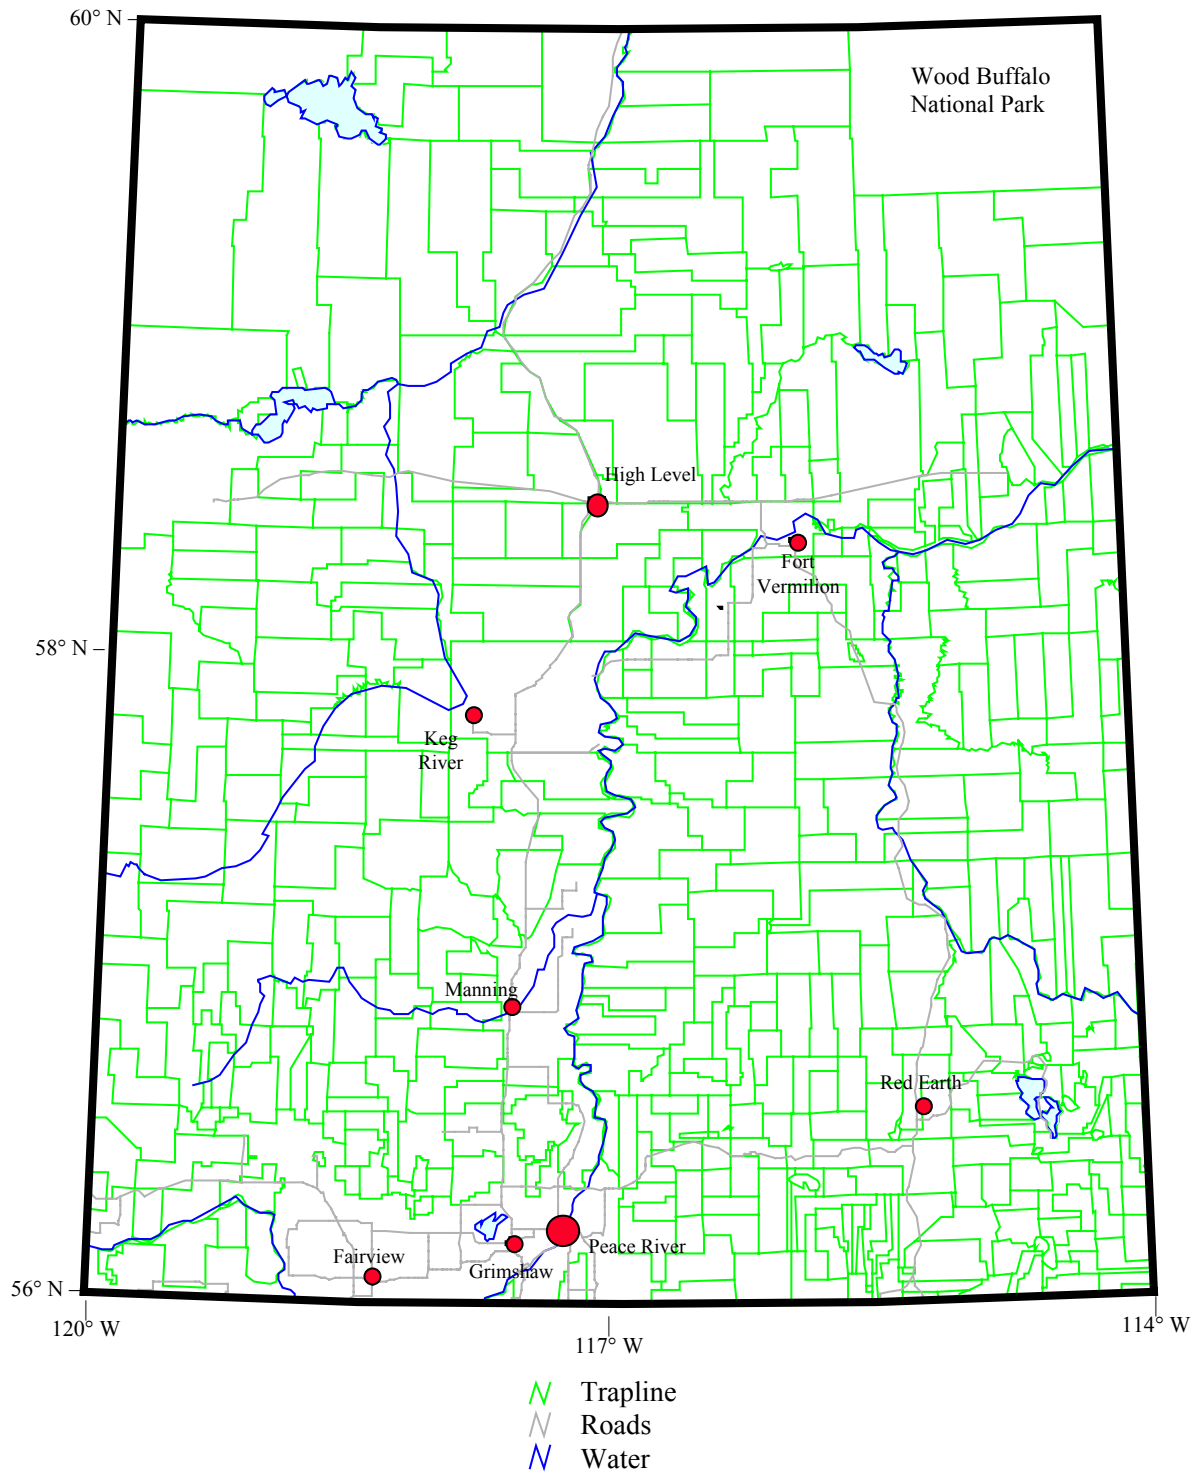 60° N
Wood Buffalo
National Park
High Level
Fort
Vermilion
58° N
Keg
River
Manning
Red Earth
Peace River
Fairview
Grimshaw
56° N
120° W
117° W
114° W
Trapline
Roads
Water